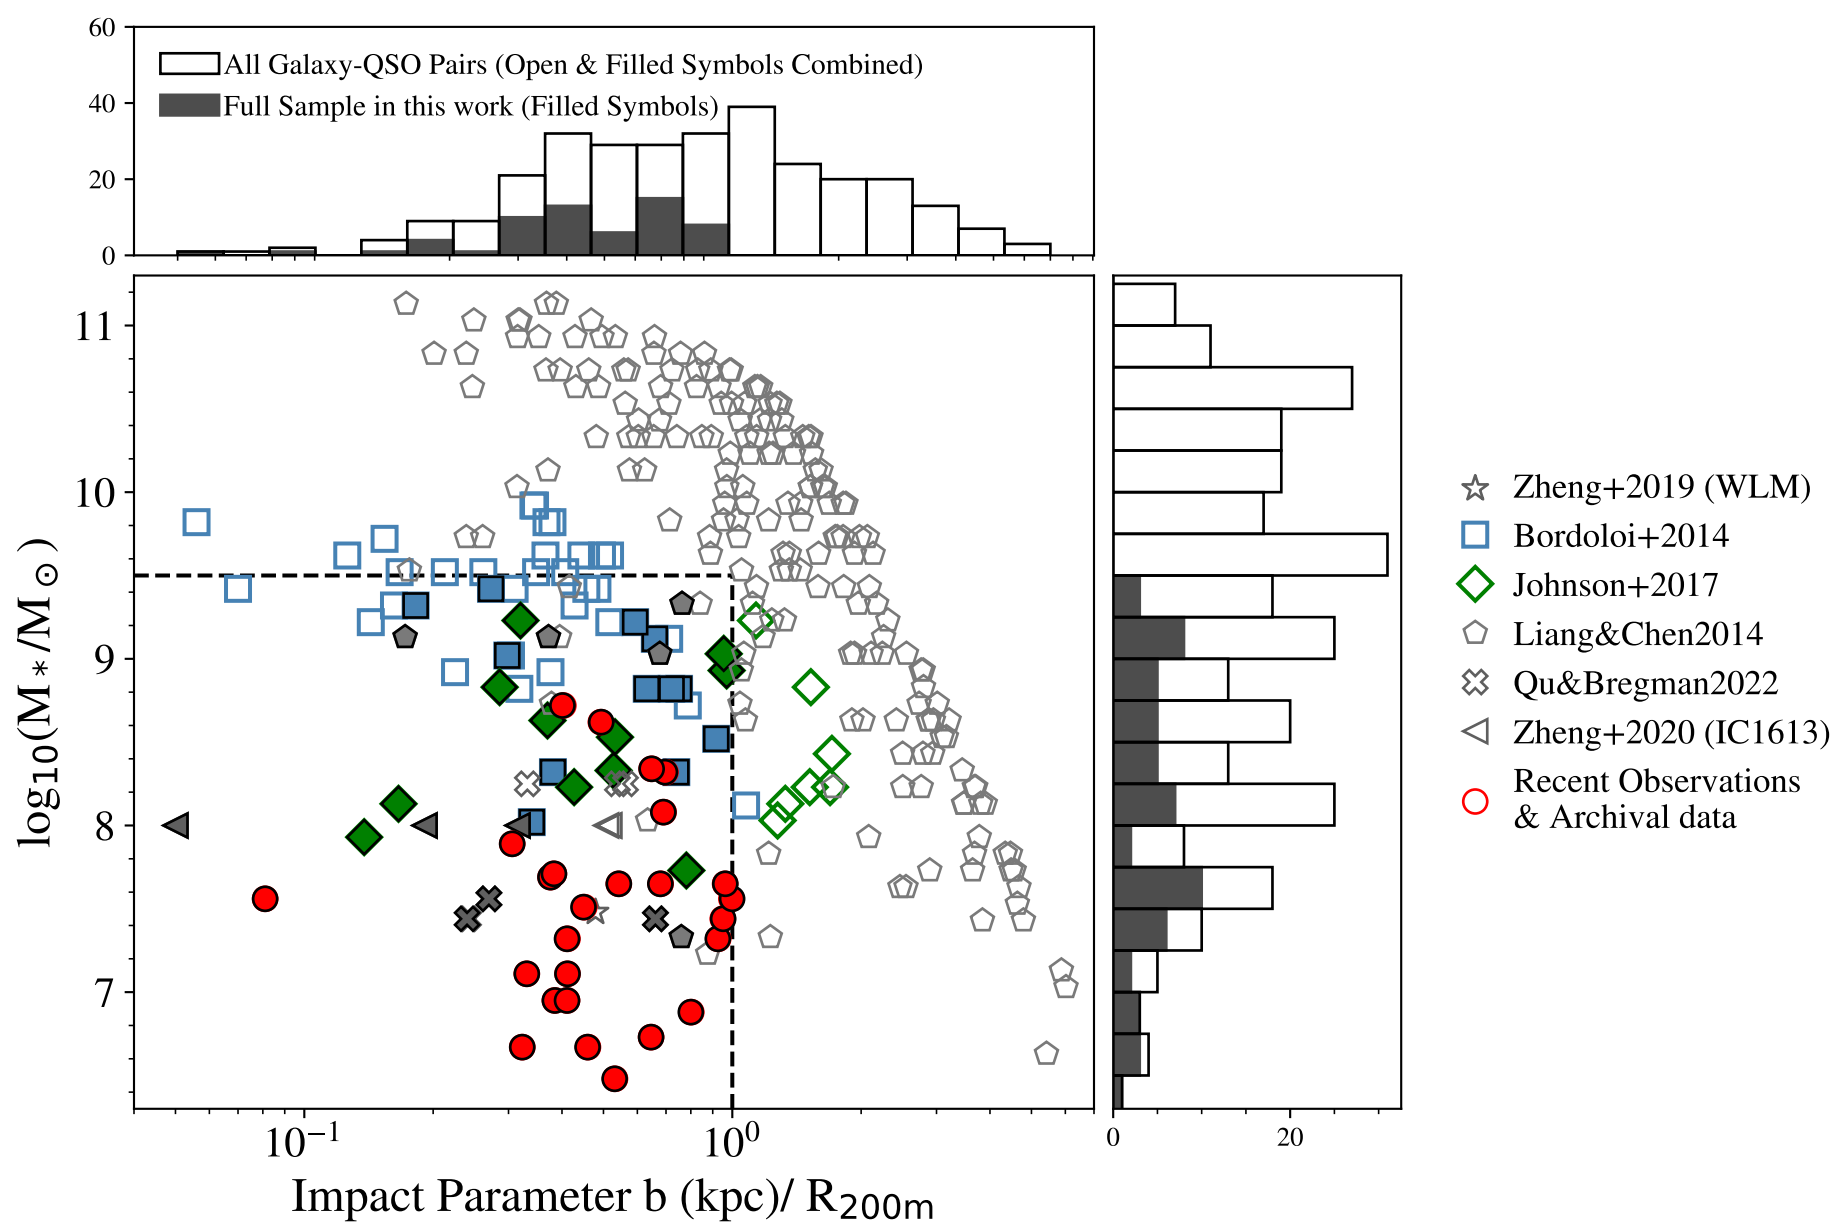 60
40
20
0
All Galaxy-QSO Pairs (Open & Filled Symbols Combined)
Full Sample in this work (Filled Symbols)
11
10
9
8
7
log₁₀(M∗/M⊙)
10⁻¹
10⁰
Impact Parameter b (kpc)/ R₂₀₀ₘ
0
20
Zheng+2019 (WLM)
Bordoloi+2014
Johnson+2017
Liang&Chen2014
Qu&Bregman2022
Zheng+2020 (IC1613)
Recent Observations
& Archival data